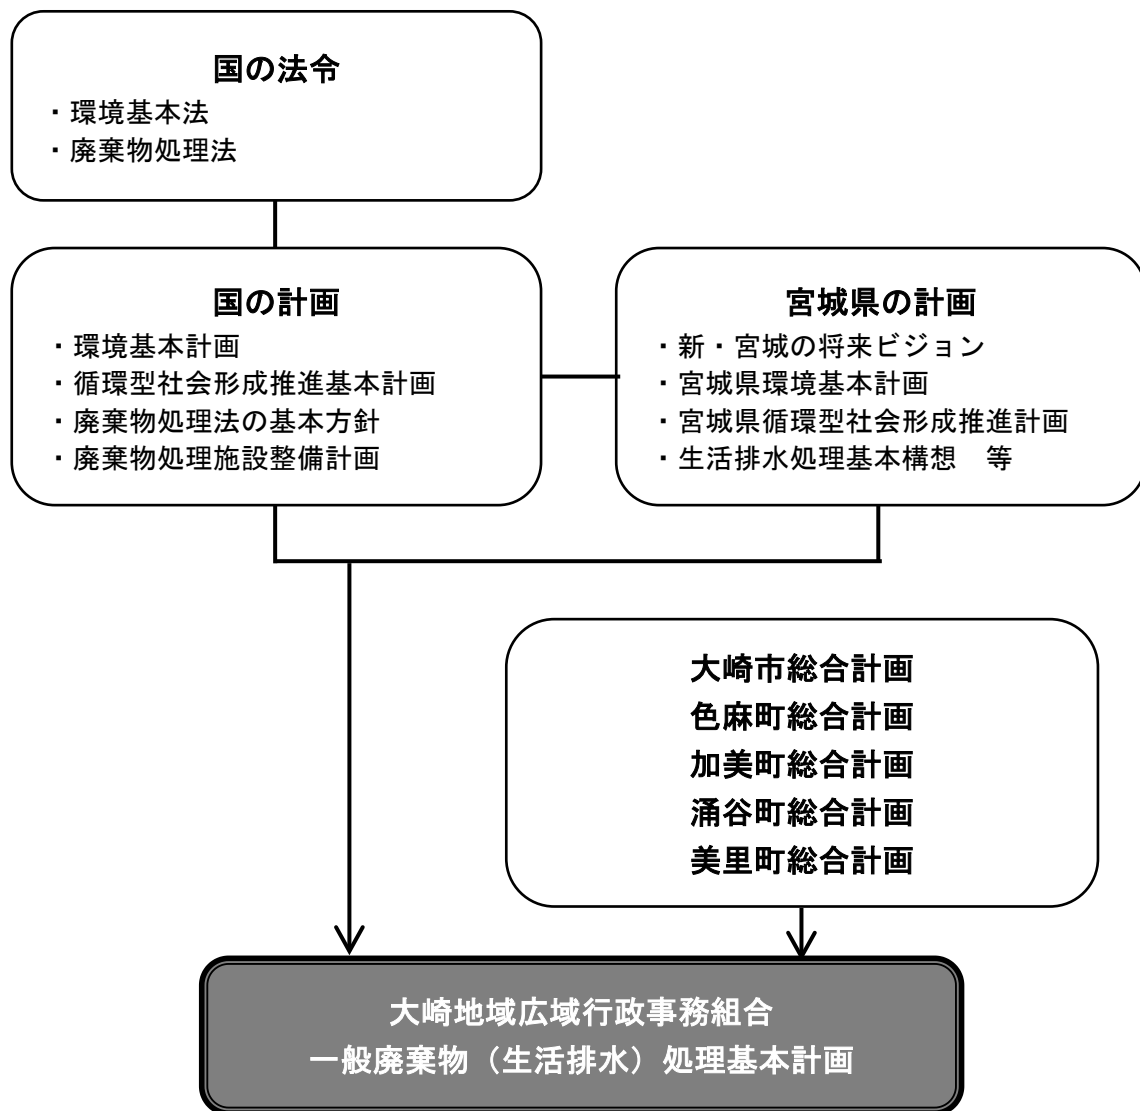 国の法令
・環境基本法
・廃棄物処理法
国の計画
・環境基本計画
・循環型社会形成推進基本計画
・廃棄物処理法の基本方針
・廃棄物処理施設整備計画
宮城県の計画
・新・宮城の将来ビジョン
・宮城県環境基本計画
・宮城県循環型社会形成推進計画
・生活排水処理基本構想　等
大崎市総合計画
色麻町総合計画
加美町総合計画
涌谷町総合計画
美里町総合計画
大崎地域広域行政事務組合
一般廃棄物（生活排水）処理基本計画